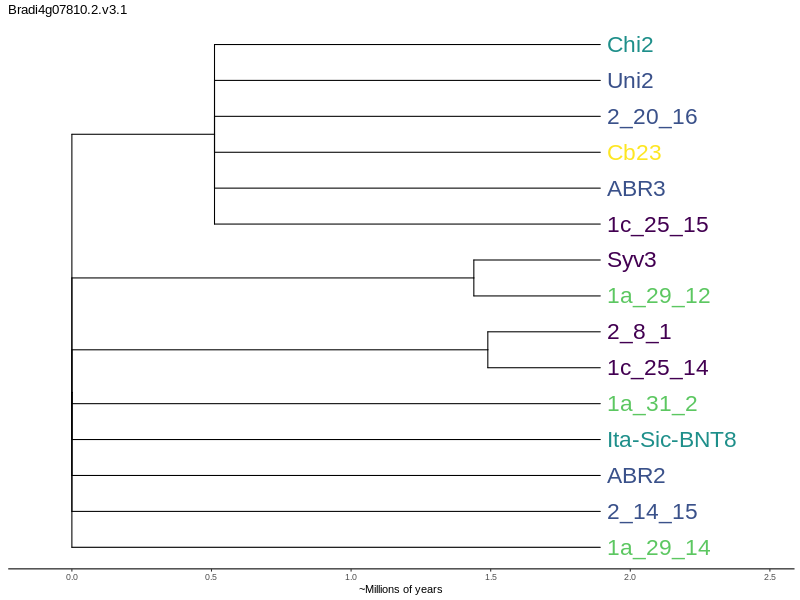 Bradi4g07810.2.v3.1
Chi2
Uni2
2_20_16
Cb23
ABR3
1c_25_15
Syv3
1a_29_12
2_8_1
1c_25_14
1a_31_2
Ita-Sic-BNT8
ABR2
2_14_15
1a_29_14
0.0 0.5 1.0 1.5 2.0 2.5
~Millions of years